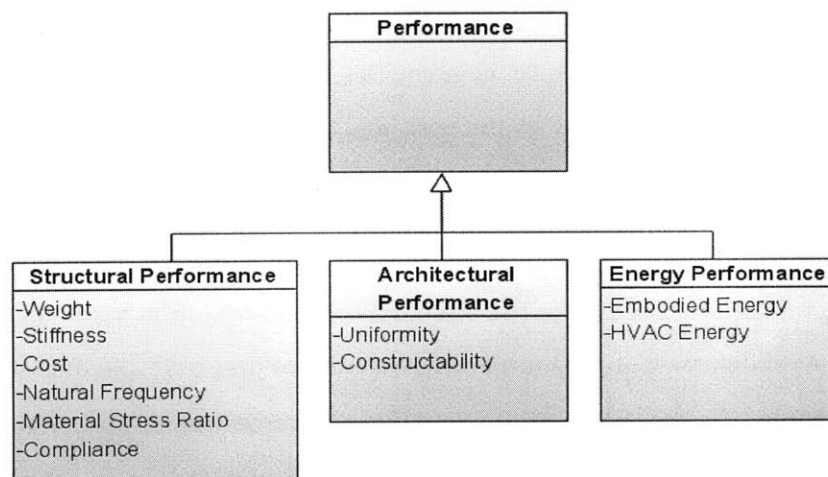 Performance
Structural Performance
-Weight
-Stiffness
-Cost
-Natural Frequency
-Material Stress Ratio
-Compliance
Architectural
Performance
-Uniformity
-Constructability
Energy Performance
-Embodied Energy
-HVAC Energy